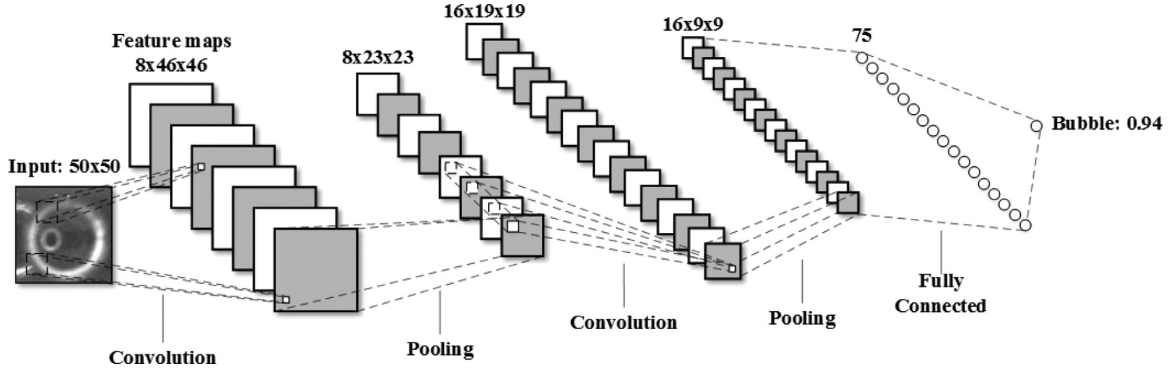 16x19x19
16x9x9
Feature maps
8x46x46
8x23x23
75
Bubble: 0.94
Input: 50x50
Convolution
Pooling
Convolution
Pooling
Fully
Connected